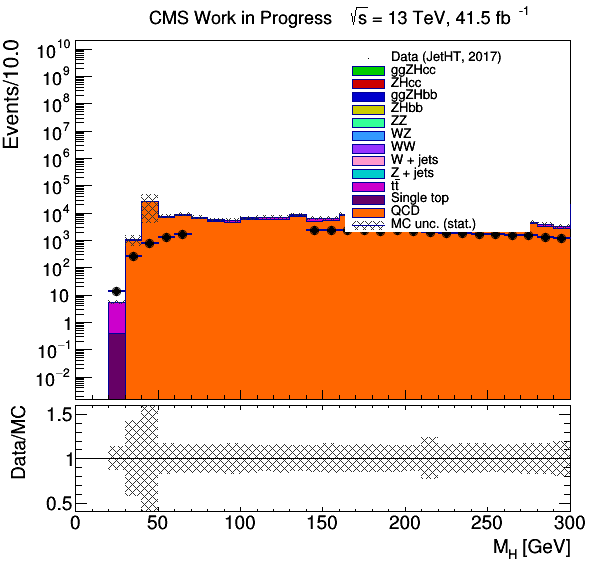 CMS Work in Progress √s = 13 TeV, 41.5 fb⁻¹
Events/10.0
10¹⁰
10⁹
10⁸
10⁷
10⁶
10⁵
10⁴
10³
10²
10
1
10⁻¹
10⁻²
Data (JetHT, 2017)
ggZHcc
ZHcc
ggZHbb
ZHbb
ZZ
WZ
WW
W + jets
Z + jets
tt̄
Single top
QCD
MC unc. (stat.)
Data/MC
1.5
1
0.5
0 50 100 150 200 250 300
M_H [GeV]